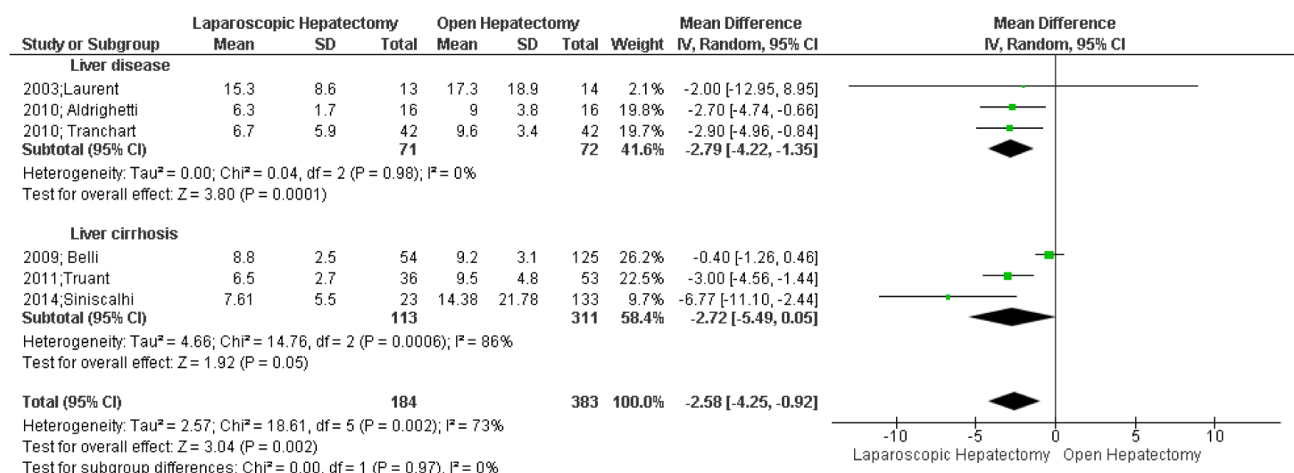 Laparoscopic Hepatectomy Open Hepatectomy Mean Difference Mean Difference
Study or Subgroup Mean SD Total Mean SD Total Weight IV, Random, 95% CI IV, Random, 95% CI
Liver disease
2003;Laurent 15.3 8.6 13 17.3 18.9 14 2.1% -2.00 [-12.95, 8.95]
2010; Aldrighetti 6.3 1.7 16 9 3.8 16 19.8% -2.70 [-4.74, -0.66]
2010; Tranchart 6.7 5.9 42 9.6 3.4 42 19.7% -2.90 [-4.96, -0.84]
Subtotal (95% CI) 71 72 41.6% -2.79 [-4.22, -1.35]
Heterogeneity: Tau² = 0.00; Chi² = 0.04, df = 2 (P = 0.98); I² = 0%
Test for overall effect: Z = 3.80 (P = 0.0001)
Liver cirrhosis
2009; Belli 8.8 2.5 54 9.2 3.1 125 26.2% -0.40 [-1.26, 0.46]
2011;Truant 6.5 2.7 36 9.5 4.8 53 22.5% -3.00 [-4.56, -1.44]
2014;Siniscalhi 7.61 5.5 23 14.38 21.78 133 9.7% -6.77 [-11.10, -2.44]
Subtotal (95% CI) 113 311 58.4% -2.72 [-5.49, 0.05]
Heterogeneity: Tau² = 4.66; Chi² = 14.76, df = 2 (P = 0.0006); I² = 86%
Test for overall effect: Z = 1.92 (P = 0.05)
Total (95% CI) 184 383 100.0% -2.58 [-4.25, -0.92]
Heterogeneity: Tau² = 2.57; Chi² = 18.61, df = 5 (P = 0.002); I² = 73%
Test for overall effect: Z = 3.04 (P = 0.002)
Test for subgroup differences: Chi² = 0.00, df = 1 (P = 0.97), I² = 0%
-10 -5 0 5 10
Laparoscopic Hepatectomy Open Hepatectomy